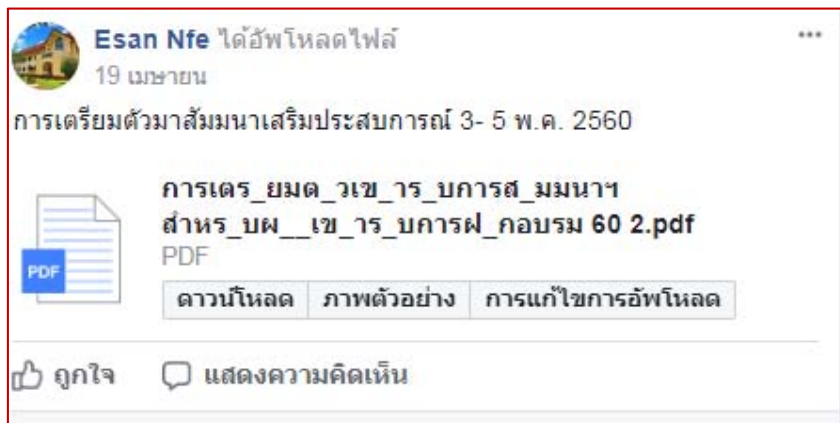 Esan Nfe ได้อัพโหลดไฟล์
19 เมษายน
การเตรียมตัวมาสัมมนาเสริมประสบการณ์ 3- 5 พ.ค. 2560
การเตร_ยมต_วเข_าร_บการส_มมนาฯ
สำหร_บผ__เข_าร_บการฝ_กอบรม 60 2.pdf
PDF
PDF
ดาวน์โหลด ภาพตัวอย่าง การแก้ไขการอัพโหลด
ถูกใจ แสดงความคิดเห็น